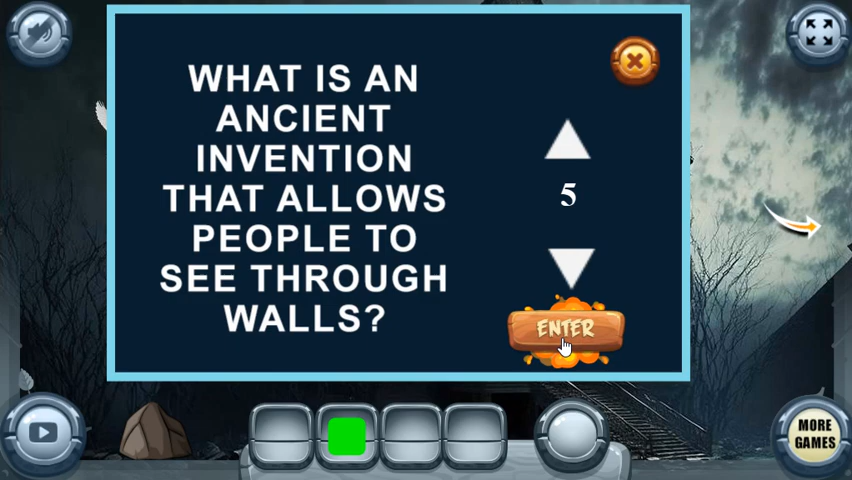 WHAT IS AN
ANCIENT
INVENTION
THAT ALLOWS
PEOPLE TO
SEE THROUGH
WALLS?
5
ENTER
MORE
GAMES